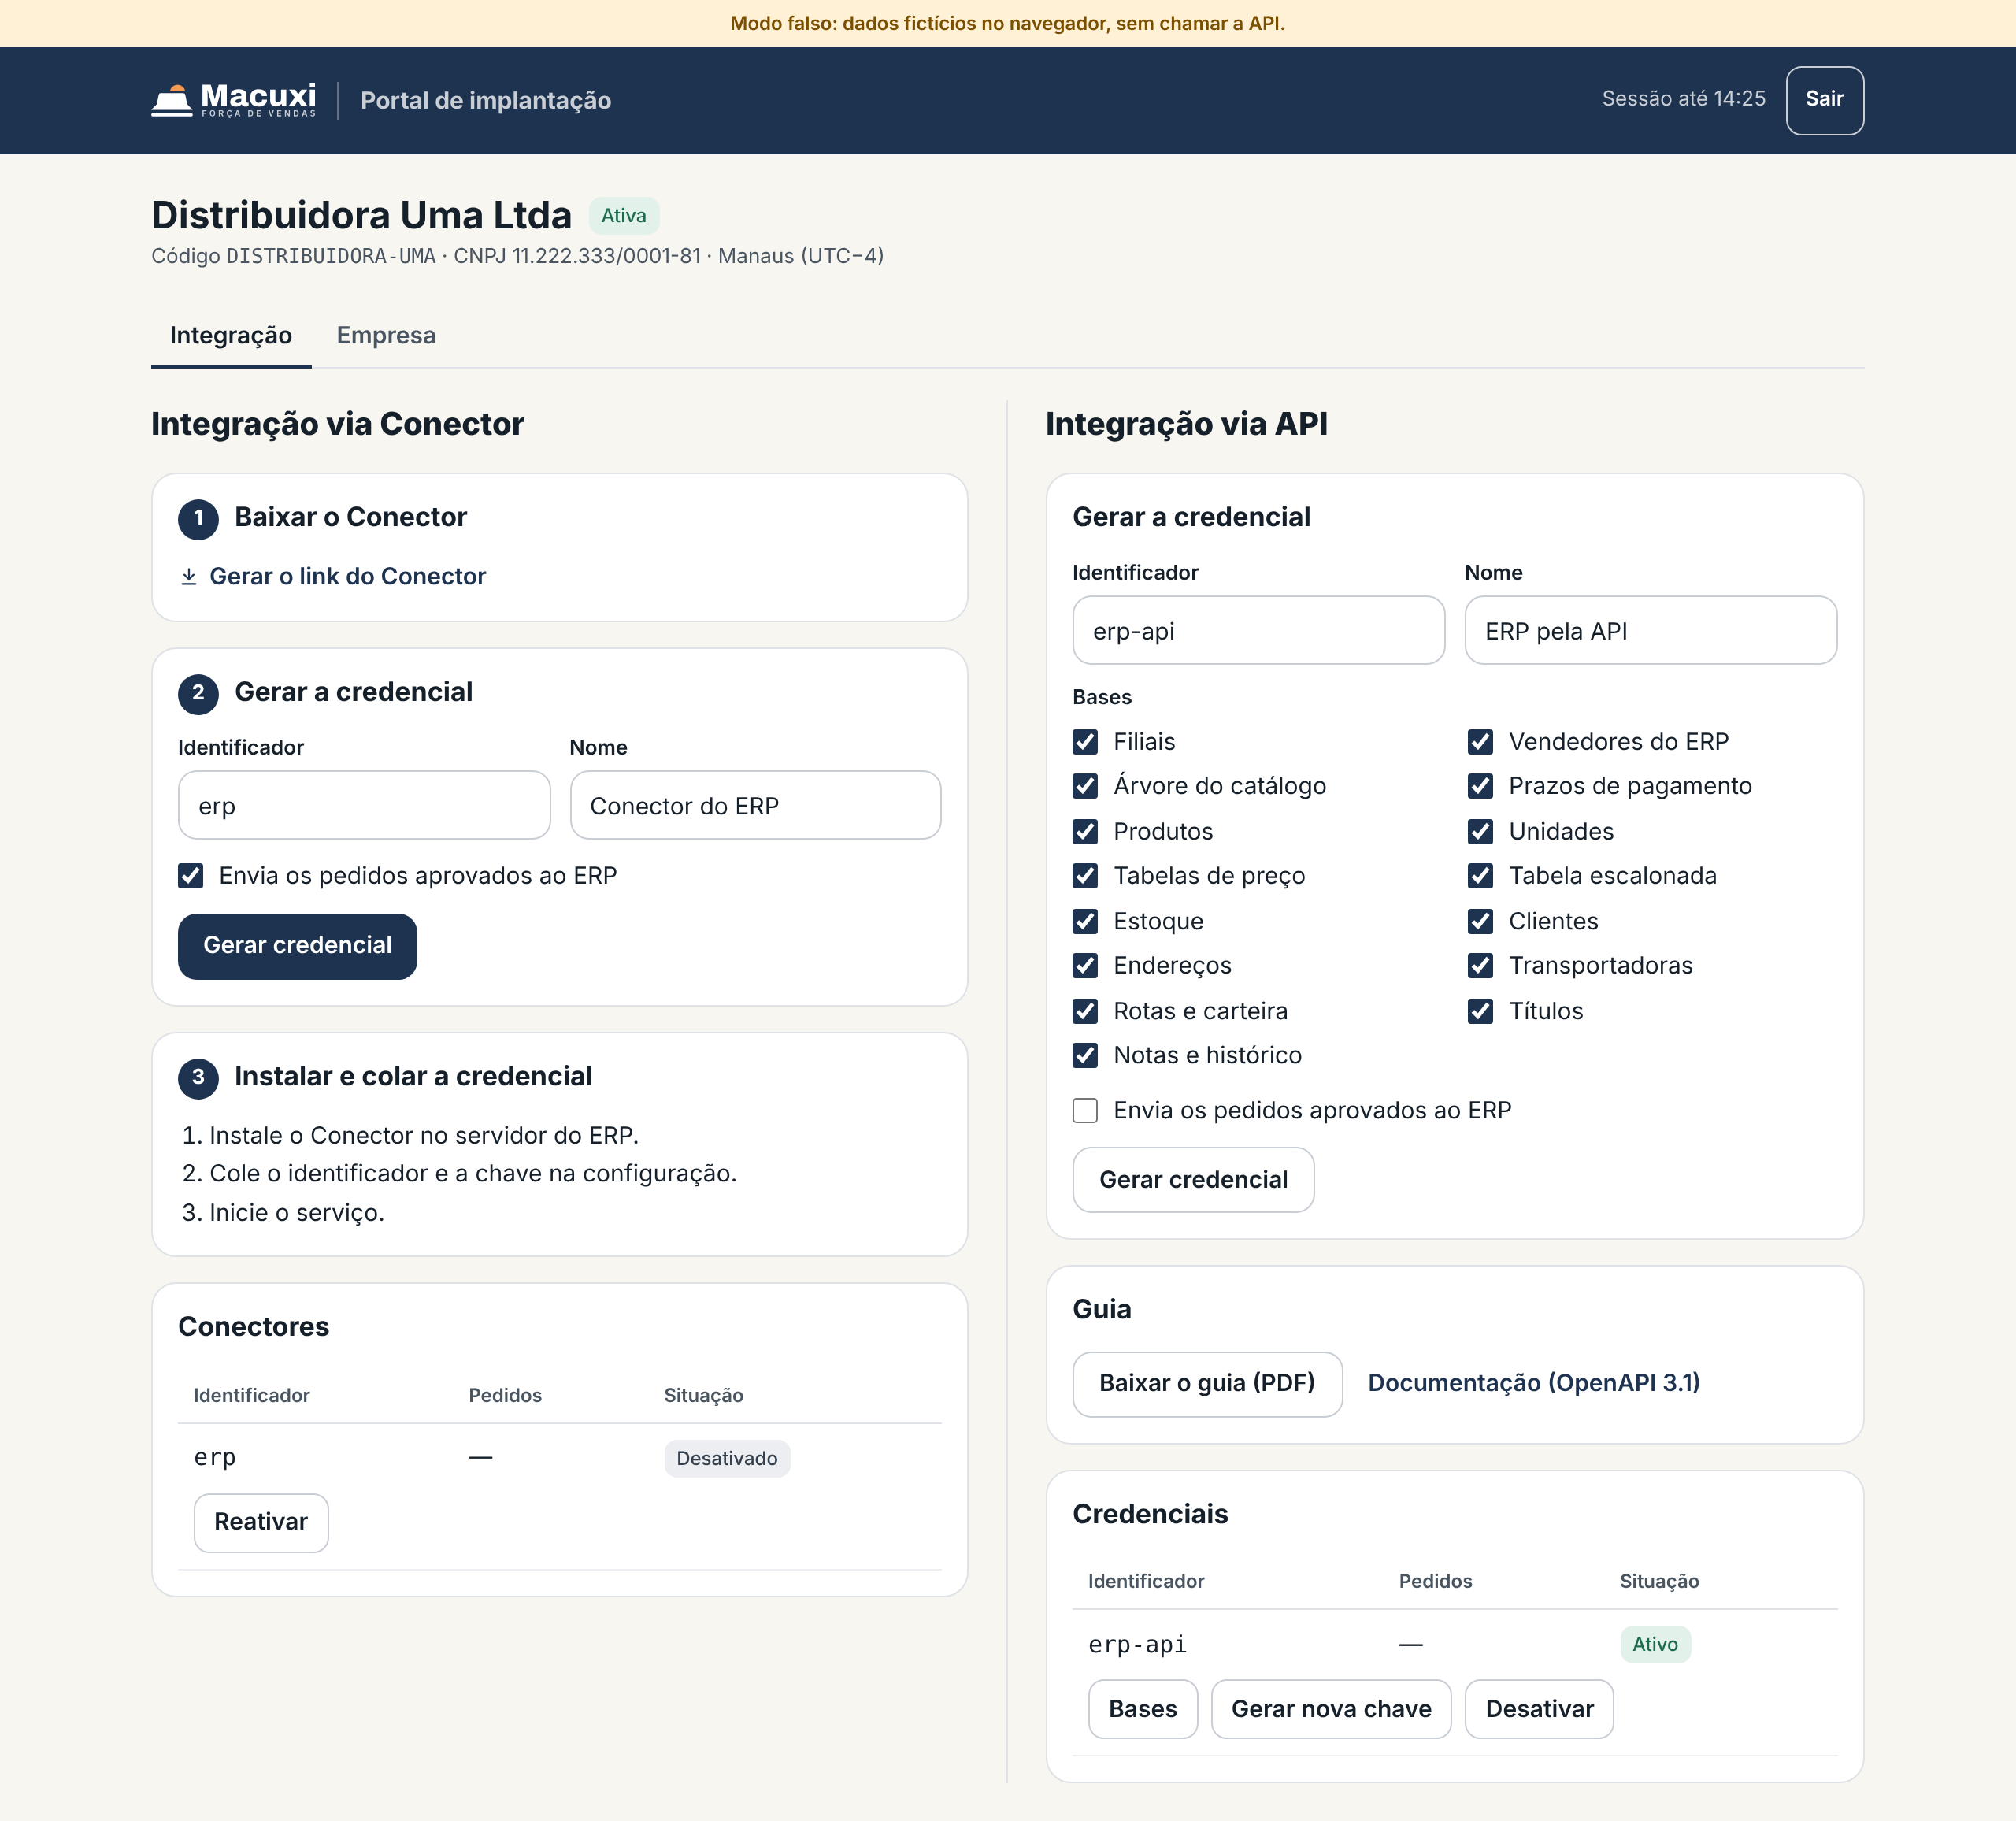 Modo falso: dados fictícios no navegador, sem chamar a API.
Macuxi
FORÇA DE VENDAS
Portal de implantação
Sessão até 14:25
Sair
Distribuidora Uma Ltda
Ativa
Código DISTRIBUIDORA-UMA · CNPJ 11.222.333/0001-81 · Manaus (UTC−4)
Integração
Empresa
Integração via Conector
1
Baixar o Conector
Gerar o link do Conector
2
Gerar a credencial
Identificador
Nome
erp
Conector do ERP
Envia os pedidos aprovados ao ERP
Gerar credencial
3
Instalar e colar a credencial
1. Instale o Conector no servidor do ERP.
2. Cole o identificador e a chave na configuração.
3. Inicie o serviço.
Conectores
Identificador
Pedidos
Situação
erp
—
Desativado
Reativar
Integração via API
Gerar a credencial
Identificador
Nome
erp-api
ERP pela API
Bases
Filiais
Vendedores do ERP
Árvore do catálogo
Prazos de pagamento
Produtos
Unidades
Tabelas de preço
Tabela escalonada
Estoque
Clientes
Endereços
Transportadoras
Rotas e carteira
Títulos
Notas e histórico
Envia os pedidos aprovados ao ERP
Gerar credencial
Guia
Baixar o guia (PDF)
Documentação (OpenAPI 3.1)
Credenciais
Identificador
Pedidos
Situação
erp-api
—
Ativo
Bases
Gerar nova chave
Desativar